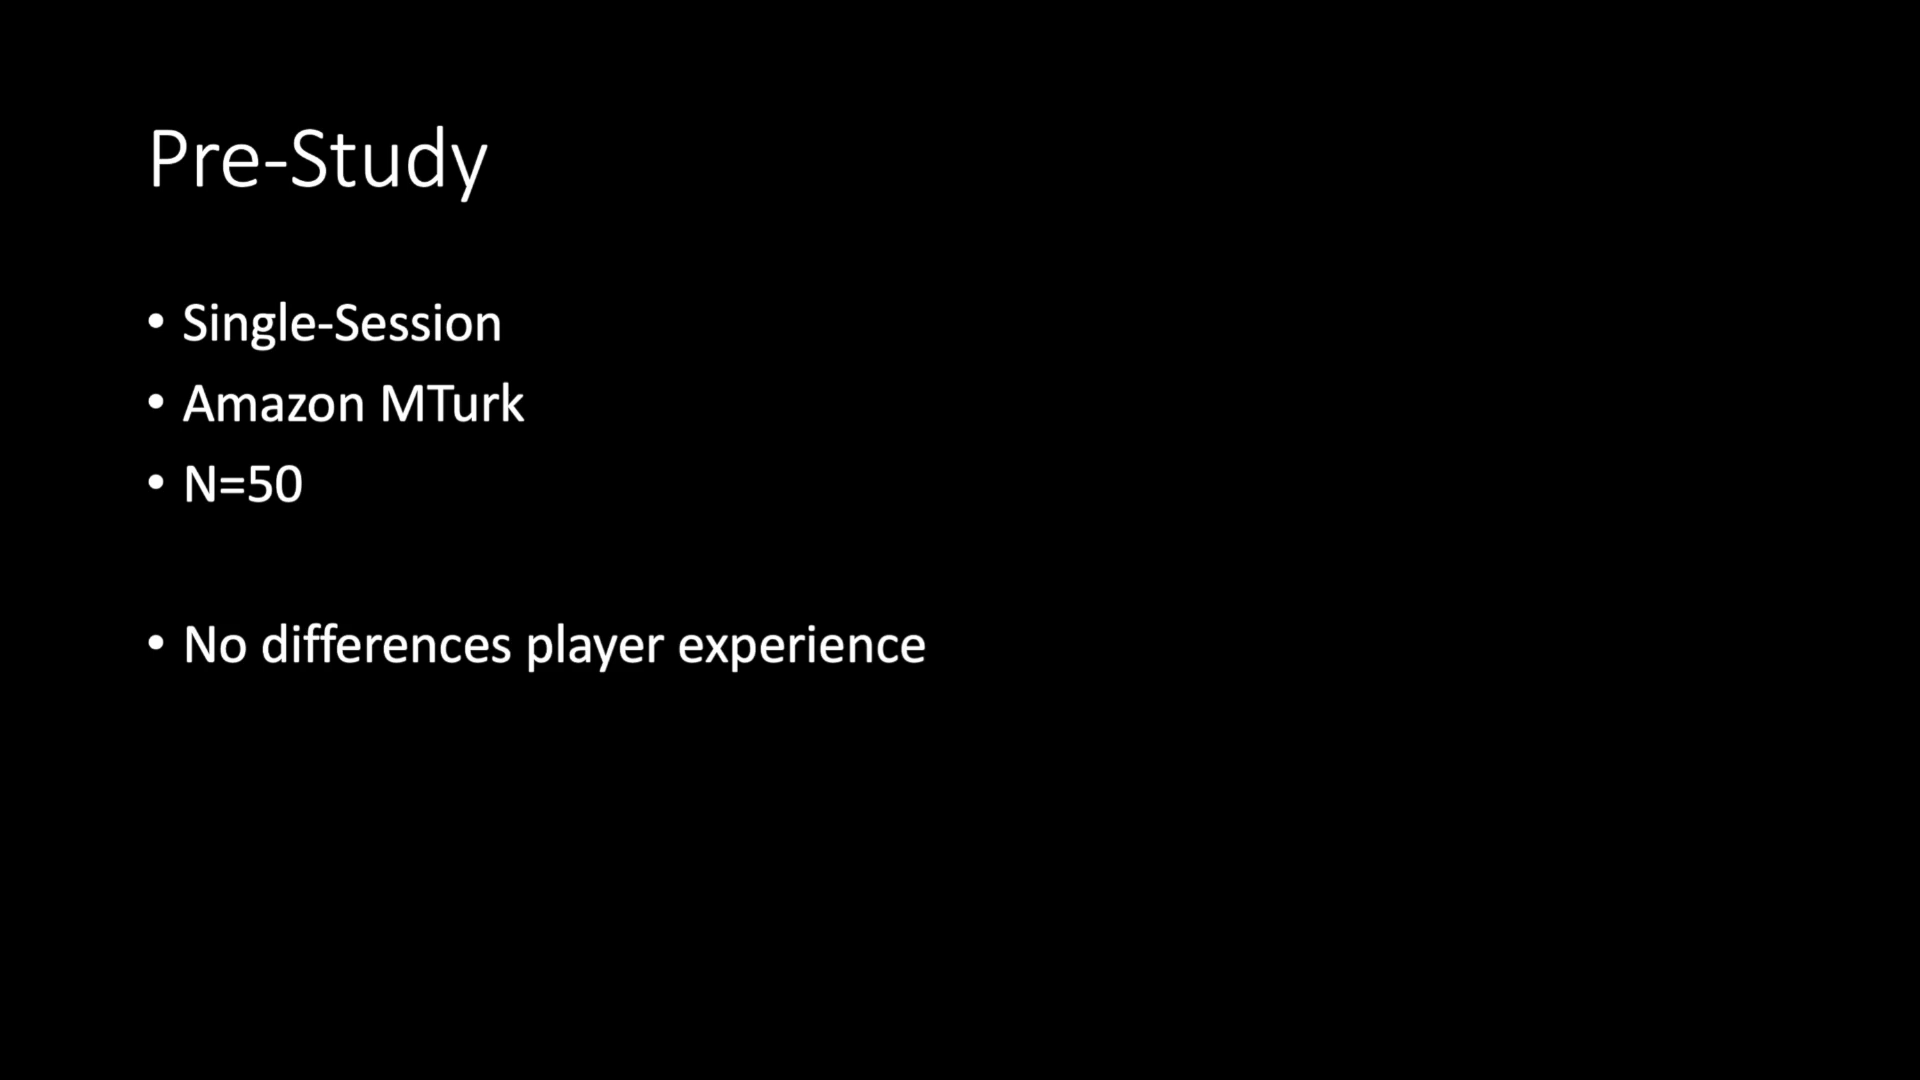 Pre-Study
• Single-Session
• Amazon MTurk
• N=50
• No differences player experience